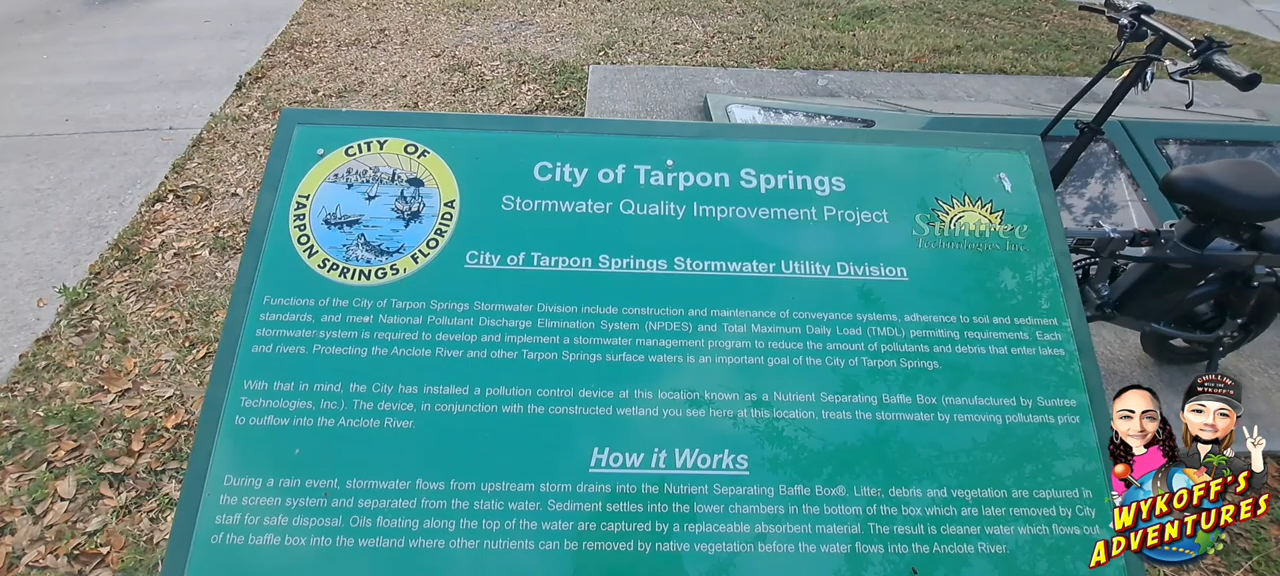 CITY OF
TARPON SPRINGS, FLORIDA
City of Tarpon Springs
Stormwater Quality Improvement Project
Suntree
Technologies Inc.
City of Tarpon Springs Stormwater Utility Division
Functions of the City of Tarpon Springs Stormwater Division include construction and maintenance of conveyance systems, adherence to soil and sediment
standards, and meet National Pollutant Discharge Elimination System (NPDES) and Total Maximum Daily Load (TMDL) permitting requirements. Each
stormwater system is required to develop and implement a stormwater management program to reduce the amount of pollutants and debris that enter lakes
and rivers. Protecting the Anclote River and other Tarpon Springs surface waters is an important goal of the City of Tarpon Springs.
With that in mind, the City has installed a pollution control device at this location known as a Nutrient Separating Baffle Box (manufactured by Suntree
Technologies, Inc.). The device, in conjunction with the constructed wetland you see here at this location, treats the stormwater by removing pollutants prior
to outflow into the Anclote River.
How it Works
During a rain event, stormwater flows from upstream storm drains into the Nutrient Separating Baffle Box®. Litter, debris and vegetation are captured in
the screen system and separated from the static water. Sediment settles into the lower chambers in the bottom of the box which are later removed by City
staff for safe disposal. Oils floating along the top of the water are captured by a replaceable absorbent material. The result is cleaner water which flows out
of the baffle box into the wetland where other nutrients can be removed by native vegetation before the water flows into the Anclote River.
CHILLIN'
WITH THE
WYKOFF'S
WYKOFF'S
ADVENTURES